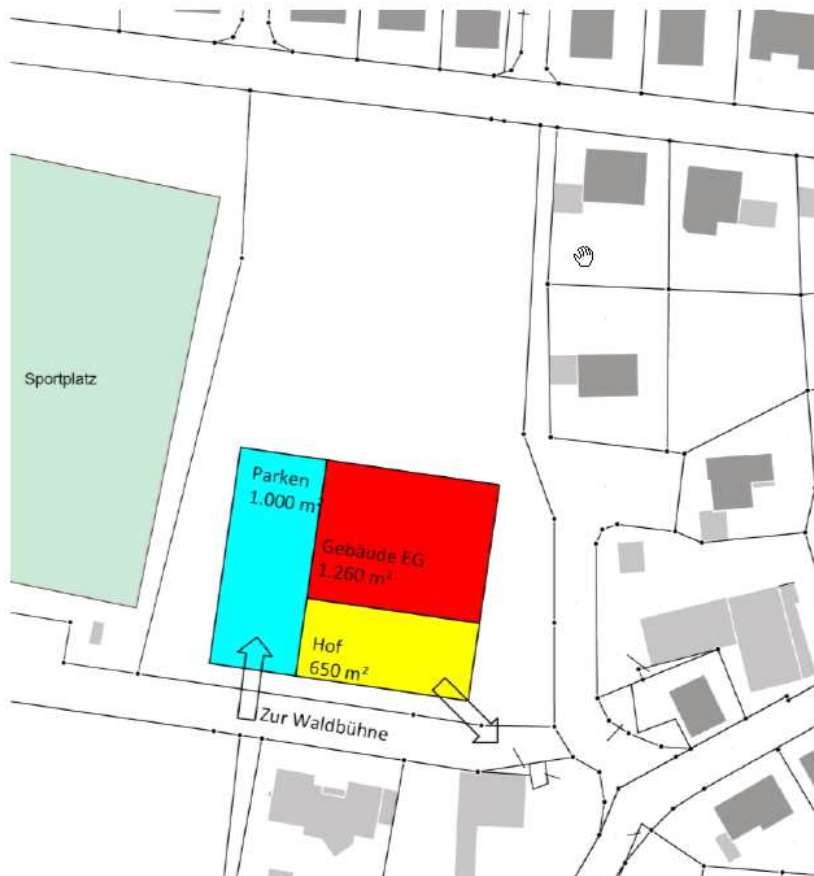 Sportplatz
Parken
1.000 m²
Gebäude EG
1.260 m²
Hof
650 m²
Zur Waldbühne